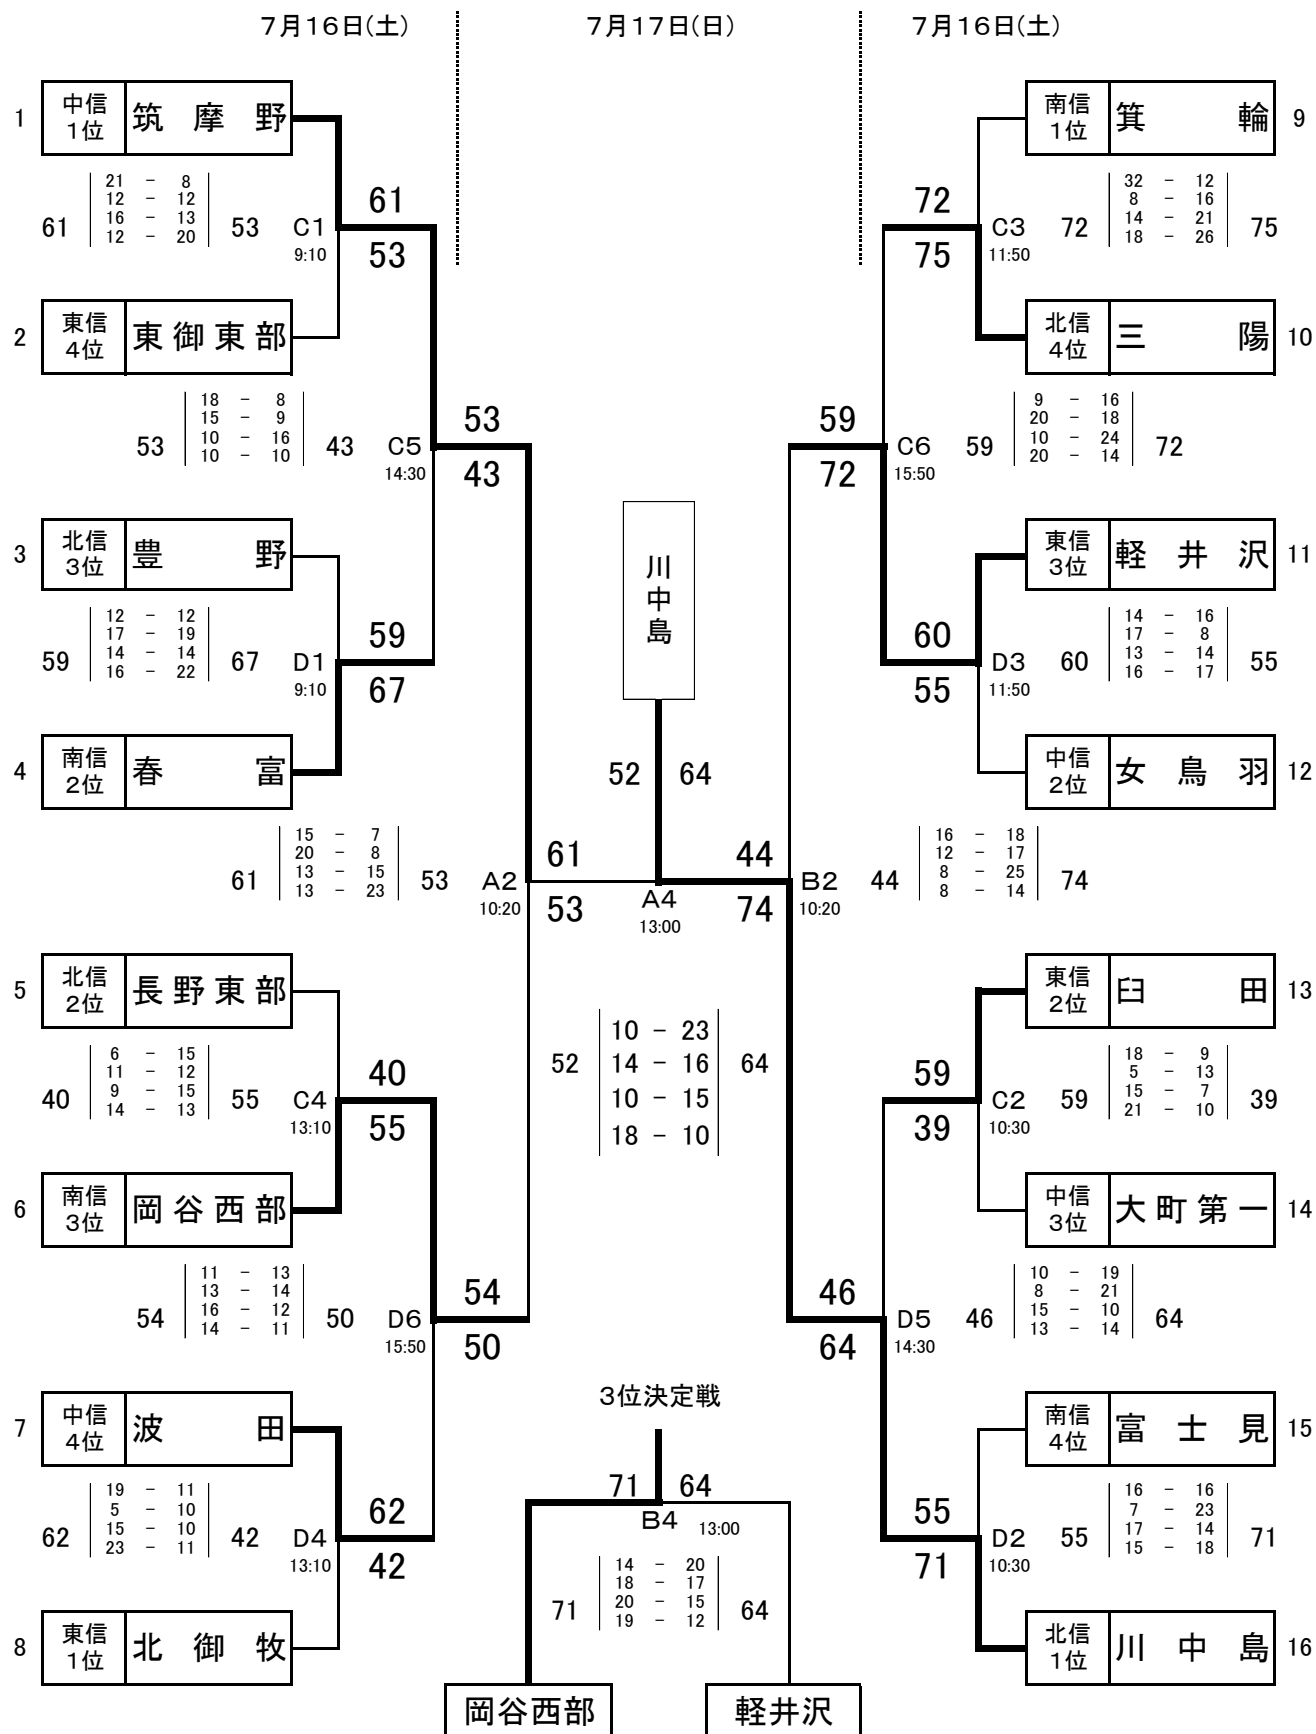 7月16日(土)
7月17日(日)
7月16日(土)
1 中信1位 筑摩野
61
21 - 8
12 - 12
16 - 13
12 - 20
53
C1
9:10
61
53
2 東信4位 東御東部
53
18 - 8
15 - 9
10 - 16
10 - 10
43
C5
14:30
53
43
3 北信3位 豊野
59
12 - 12
17 - 19
14 - 14
16 - 22
67
D1
9:10
59
67
4 南信2位 春富
61
15 - 7
20 - 8
13 - 15
13 - 23
53
A2
10:20
61
53
5 北信2位 長野東部
40
6 - 15
11 - 12
9 - 15
14 - 13
55
C4
13:10
40
55
6 南信3位 岡谷西部
54
11 - 13
13 - 14
16 - 12
14 - 11
50
D6
15:50
54
50
7 中信4位 波田
62
19 - 11
5 - 10
15 - 10
23 - 11
42
D4
13:10
62
42
8 東信1位 北御牧
川中島
52 64
A4
13:00
52
10 - 23
14 - 16
10 - 15
18 - 10
64
3位決定戦
71 64
B4 13:00
71
14 - 20
18 - 17
20 - 15
19 - 12
64
岡谷西部
軽井沢
南信1位 箕輪 9
72
75
C3
11:50
72
32 - 12
8 - 16
14 - 21
18 - 26
75
北信4位 三陽 10
59
72
C6
15:50
59
9 - 16
20 - 18
10 - 24
20 - 14
72
東信3位 軽井沢 11
60
55
D3
11:50
60
14 - 16
17 - 8
13 - 14
16 - 17
55
中信2位 女鳥羽 12
44
74
B2
10:20
44
16 - 18
12 - 17
8 - 25
8 - 14
74
東信2位 臼田 13
59
39
C2
10:30
59
18 - 9
5 - 13
15 - 7
21 - 10
39
中信3位 大町第一 14
46
64
D5
14:30
46
10 - 19
8 - 21
15 - 10
13 - 14
64
南信4位 富士見 15
55
71
D2
10:30
55
16 - 16
7 - 23
17 - 14
15 - 18
71
北信1位 川中島 16